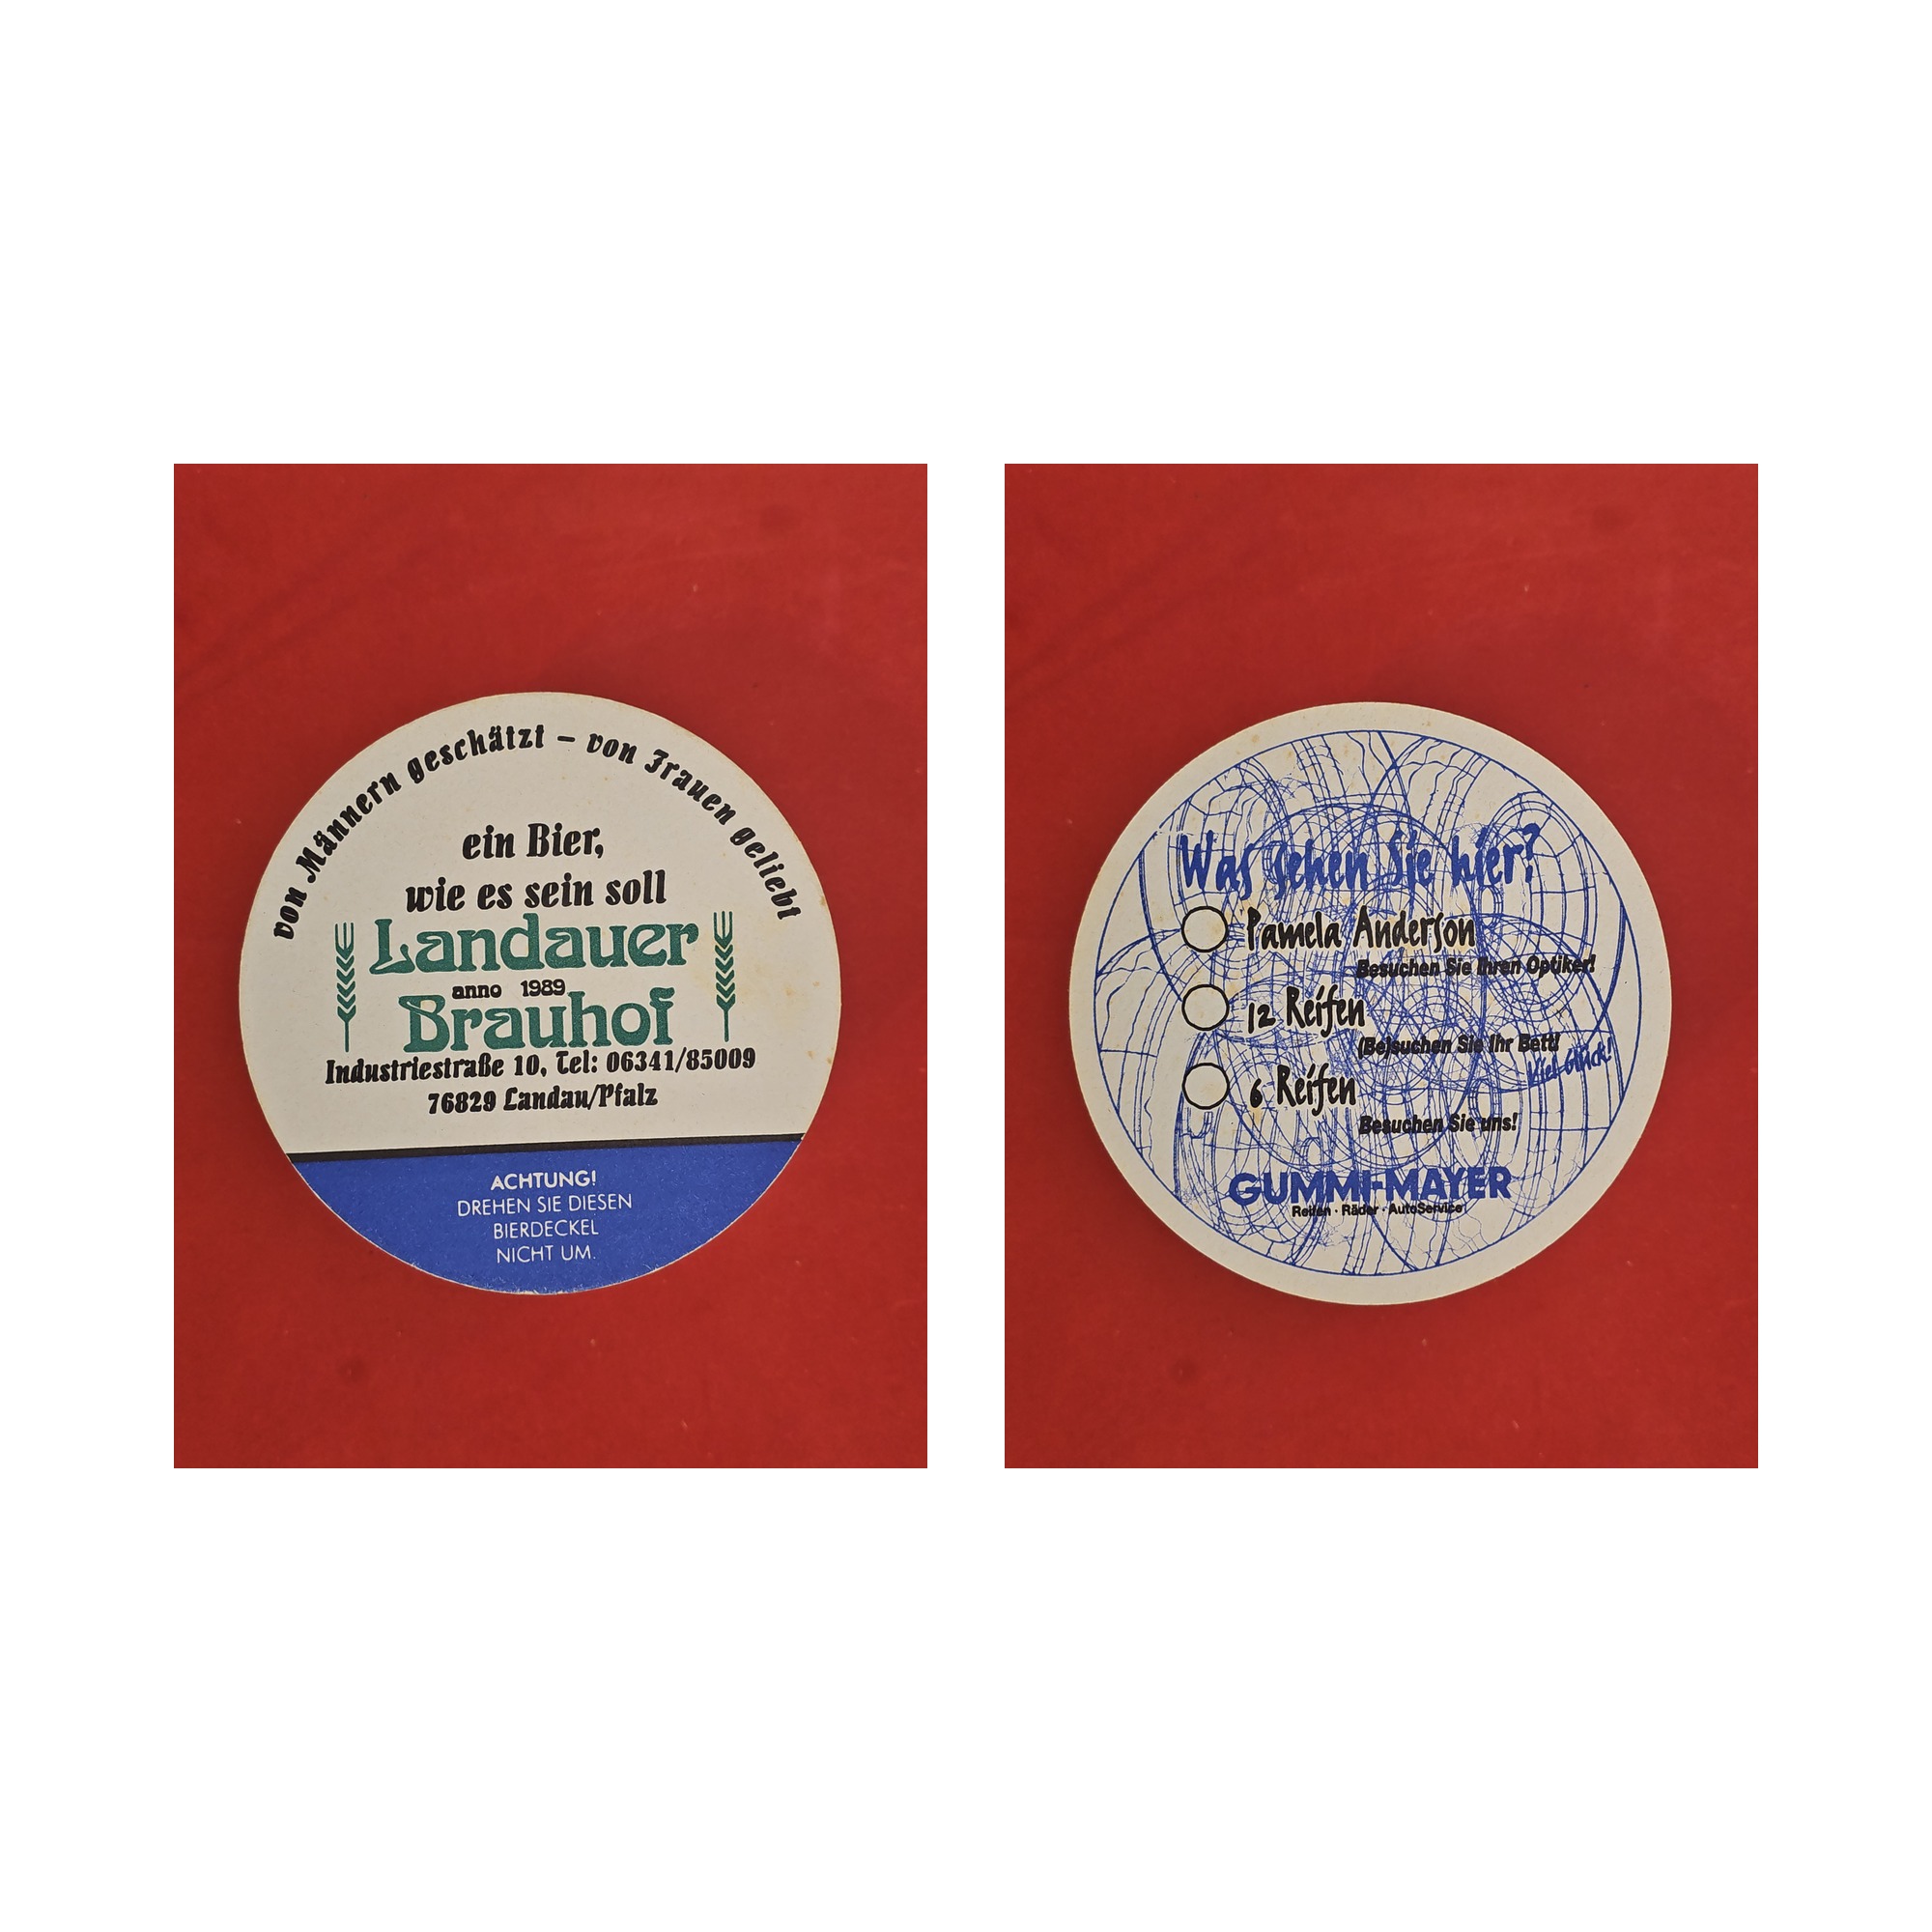 von Männern geschätzt – von Frauen geliebt
ein Bier,
wie es sein soll
Landauer
anno 1989
Brauhof
Industriestraße 10, Tel: 06341/85009
76829 Landau/Pfalz
ACHTUNG!
DREHEN SIE DIESEN
BIERDECKEL
NICHT UM.
Was sehen Sie hier?
Pamela Anderson
Besuchen Sie Ihren Optiker!
12 Reifen
(Be)suchen Sie Ihr Bett!
Viel Glück!
6 Reifen
Besuchen Sie uns!
GUMMI-MAYER
Reifen · Räder · AutoService